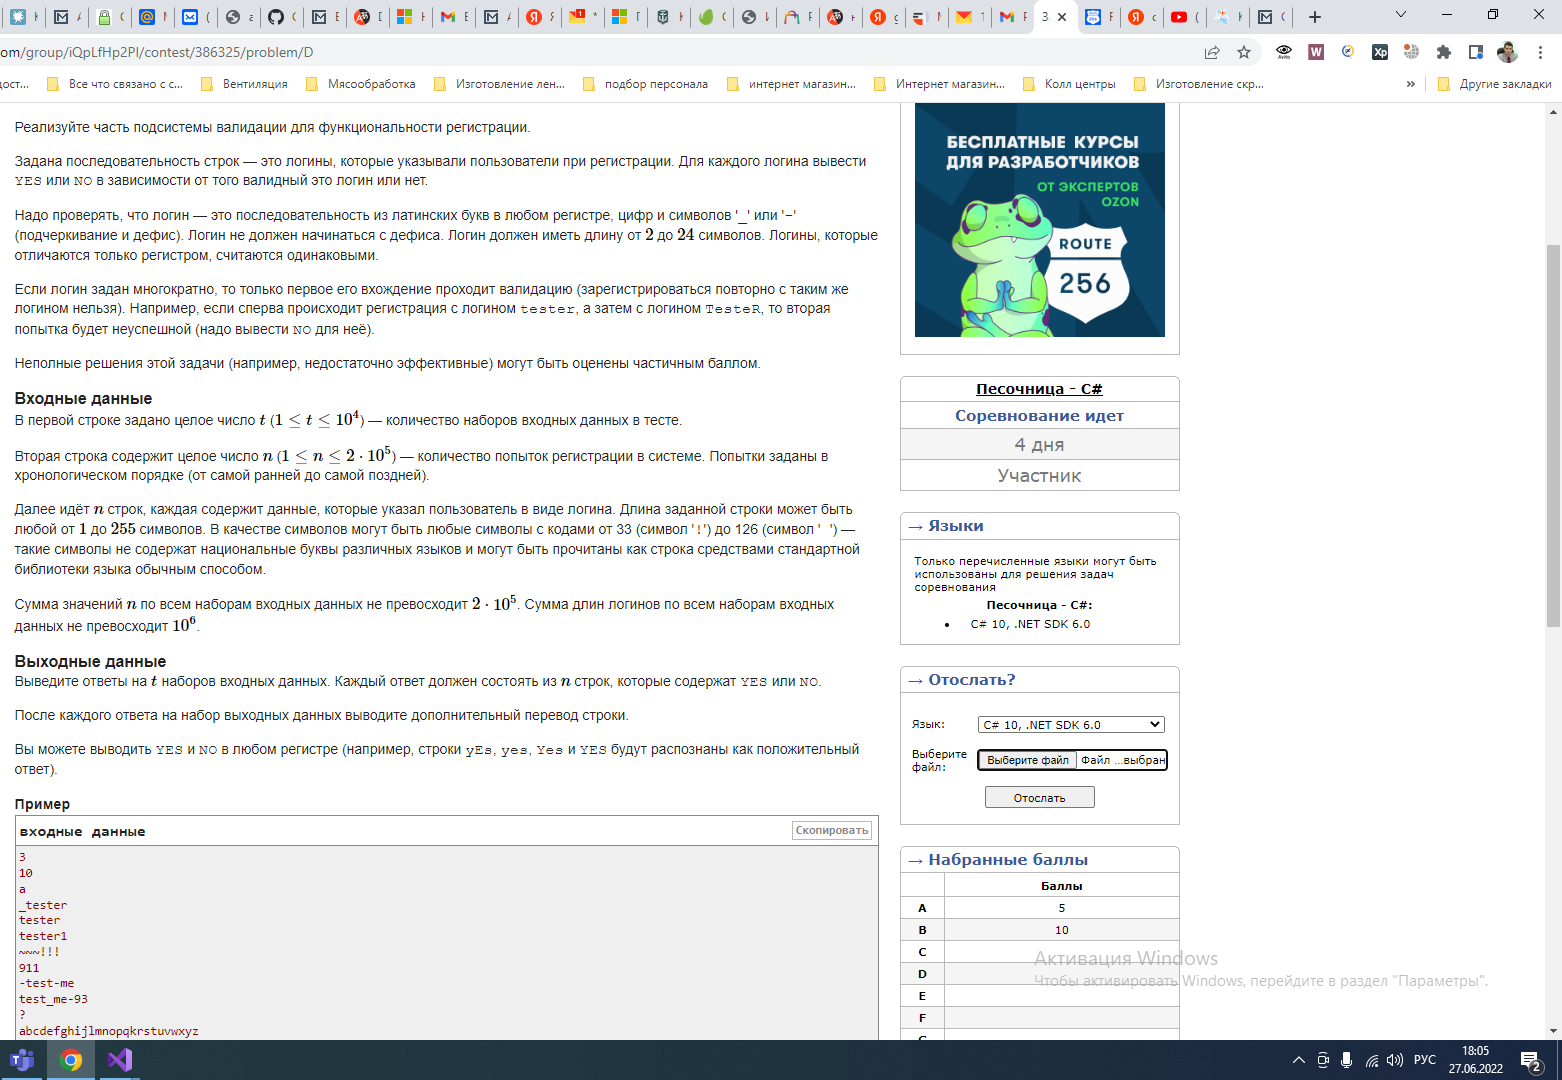 om/group/iQpLfHp2PI/contest/386325/problem/D
дост...
Все что связано с с...
Вентиляция
Мясообработка
Изготовление лен...
подбор персонала
интернет магазин...
Интернет магазин...
Колл центры
Изготовление скр...
»
Другие закладки
Реализуйте часть подсистемы валидации для функциональности регистрации.
Задана последовательность строк — это логины, которые указывали пользователи при регистрации. Для каждого логина вывести
YES или NO в зависимости от того валидный это логин или нет.
Надо проверять, что логин — это последовательность из латинских букв в любом регистре, цифр и символов '_' или '-'
(подчеркивание и дефис). Логин не должен начинаться с дефиса. Логин должен иметь длину от 2 до 24 символов. Логины, которые
отличаются только регистром, считаются одинаковыми.
Если логин задан многократно, то только первое его вхождение проходит валидацию (зарегистрироваться повторно с таким же
логином нельзя). Например, если сперва происходит регистрация с логином tester, а затем с логином TesteR, то вторая
попытка будет неуспешной (надо вывести NO для неё).
Неполные решения этой задачи (например, недостаточно эффективные) могут быть оценены частичным баллом.
Входные данные
В первой строке задано целое число t (1 ≤ t ≤ 10⁴) — количество наборов входных данных в тесте.
Вторая строка содержит целое число n (1 ≤ n ≤ 2 · 10⁵) — количество попыток регистрации в системе. Попытки заданы в
хронологическом порядке (от самой ранней до самой поздней).
Далее идёт n строк, каждая содержит данные, которые указал пользователь в виде логина. Длина заданной строки может быть
любой от 1 до 255 символов. В качестве символов могут быть любые символы с кодами от 33 (символ '!') до 126 (символ ' ') —
такие символы не содержат национальные буквы различных языков и могут быть прочитаны как строка средствами стандартной
библиотеки языка обычным способом.
Сумма значений n по всем наборам входных данных не превосходит 2 · 10⁵. Сумма длин логинов по всем наборам входных
данных не превосходит 10⁶.
Выходные данные
Выведите ответы на t наборов входных данных. Каждый ответ должен состоять из n строк, которые содержат YES или NO.
После каждого ответа на набор выходных данных выводите дополнительный перевод строки.
Вы можете выводить YES и NO в любом регистре (например, строки yEs, yes, Yes и YES будут распознаны как положительный
ответ).
Пример
входные данные
Скопировать
3
10
a
_tester
tester
tester1
~~~!!!
911
-test-me
test_me-93
?
abcdefghijlmnopqkrstuvwxyz
БЕСПЛАТНЫЕ КУРСЫ
ДЛЯ РАЗРАБОТЧИКОВ
ОТ ЭКСПЕРТОВ
OZON
ROUTE
256
Песочница - C#
Соревнование идет
4 дня
Участник
→ Языки
Только перечисленные языки могут быть
использованы для решения задач
соревнования
Песочница - C#:
• C# 10, .NET SDK 6.0
→ Отослать?
Язык:
C# 10, .NET SDK 6.0
Выберите
файл:
Выберите файл
Файл ...выбран
Отослать
→ Набранные баллы
Баллы
A 5
B 10
C
D
E
F
Активация Windows
Чтобы активировать Windows, перейдите в раздел "Параметры".
РУС
18:05
27.06.2022
2